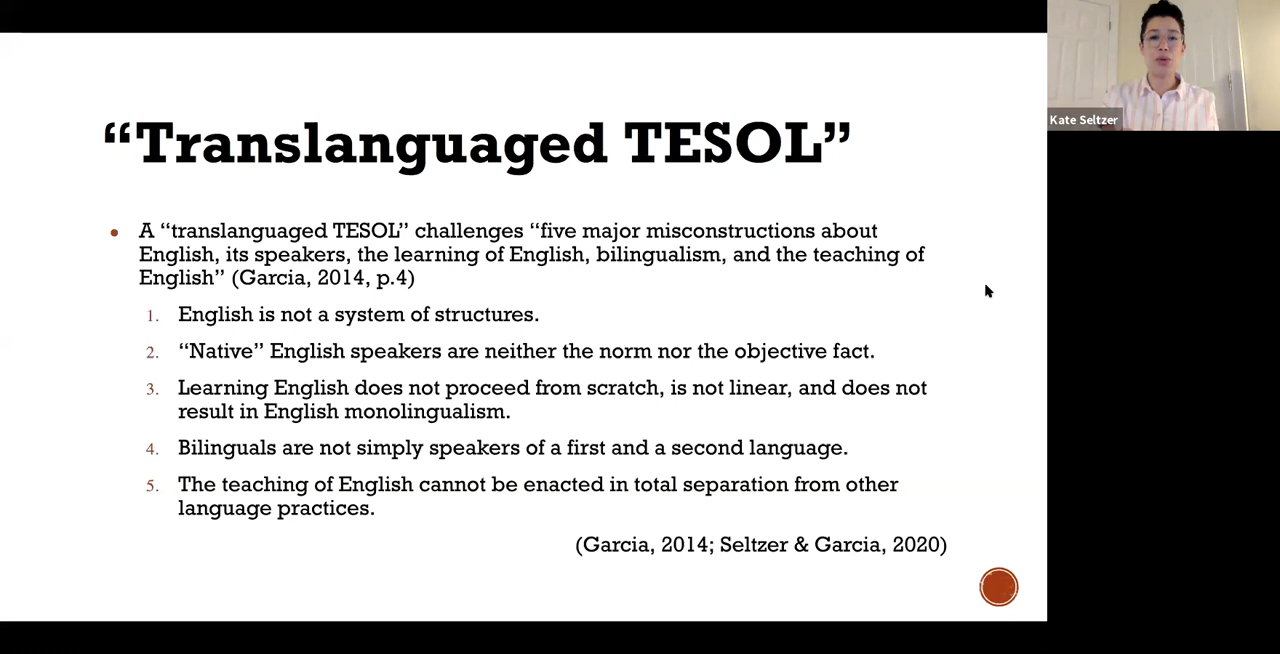 “Translanguaged TESOL”
• A “translanguaged TESOL” challenges “five major misconstructions about
English, its speakers, the learning of English, bilingualism, and the teaching of
English” (Garcia, 2014, p.4)
1. English is not a system of structures.
2. “Native” English speakers are neither the norm nor the objective fact.
3. Learning English does not proceed from scratch, is not linear, and does not
result in English monolingualism.
4. Bilinguals are not simply speakers of a first and a second language.
5. The teaching of English cannot be enacted in total separation from other
language practices.
(Garcia, 2014; Seltzer & Garcia, 2020)
Kate Seltzer